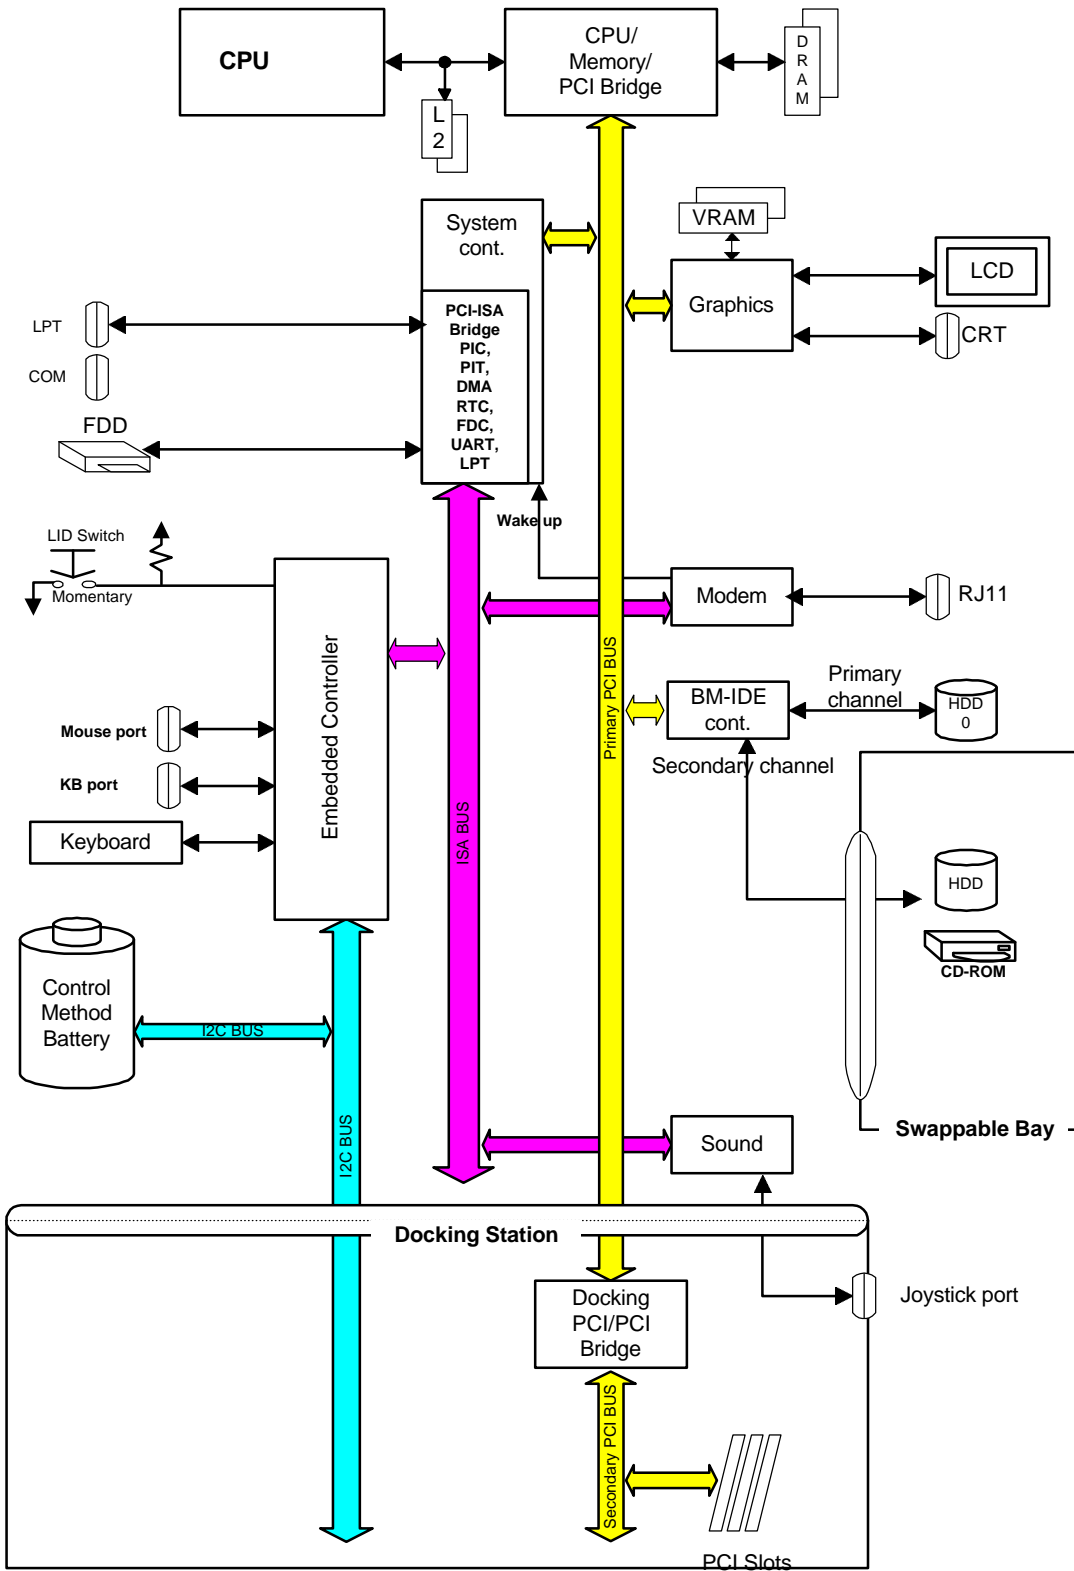 CPU
CPU/
Memory/
PCI Bridge
D
R
A
M
L
2
System
cont.
VRAM
LCD
Graphics
CRT
PCI-ISA
Bridge
PIC,
PIT,
DMA
RTC,
FDC,
UART,
LPT
LPT
COM
FDD
Wake up
LID Switch
Momentary
Modem
RJ11
Embedded Controller
Primary PCI BUS
BM-IDE
cont.
Primary
channel
HDD
0
Secondary channel
Mouse port
KB port
Keyboard
ISA BUS
HDD
CD-ROM
Control
Method
Battery
I2C BUS
I2C BUS
Sound
Swappable Bay
Docking Station
Docking
PCI/PCI
Bridge
Joystick port
Secondary PCI BUS
PCI Slots